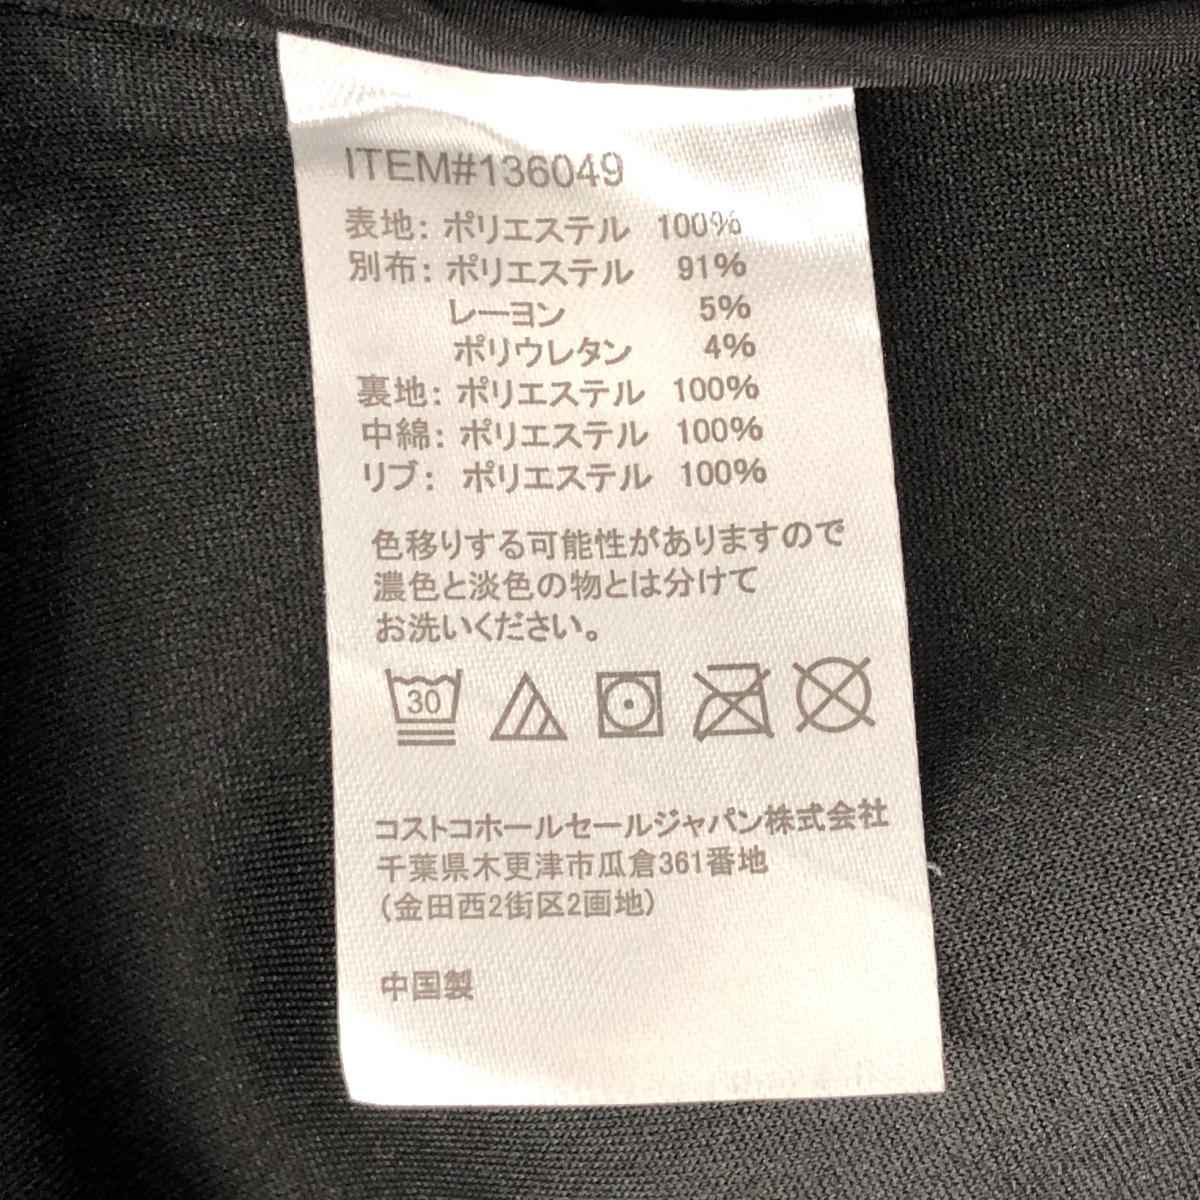 ITEM#136049
表地: ポリエステル 100%
別布: ポリエステル 91%
レーヨン 5%
ポリウレタン 4%
裏地: ポリエステル 100%
中綿: ポリエステル 100%
リブ: ポリエステル 100%
色移りする可能性がありますので
濃色と淡色の物とは分けて
お洗いください。
30
コストコホールセールジャパン株式会社
千葉県木更津市瓜倉361番地
(金田西2街区2画地)
中国製